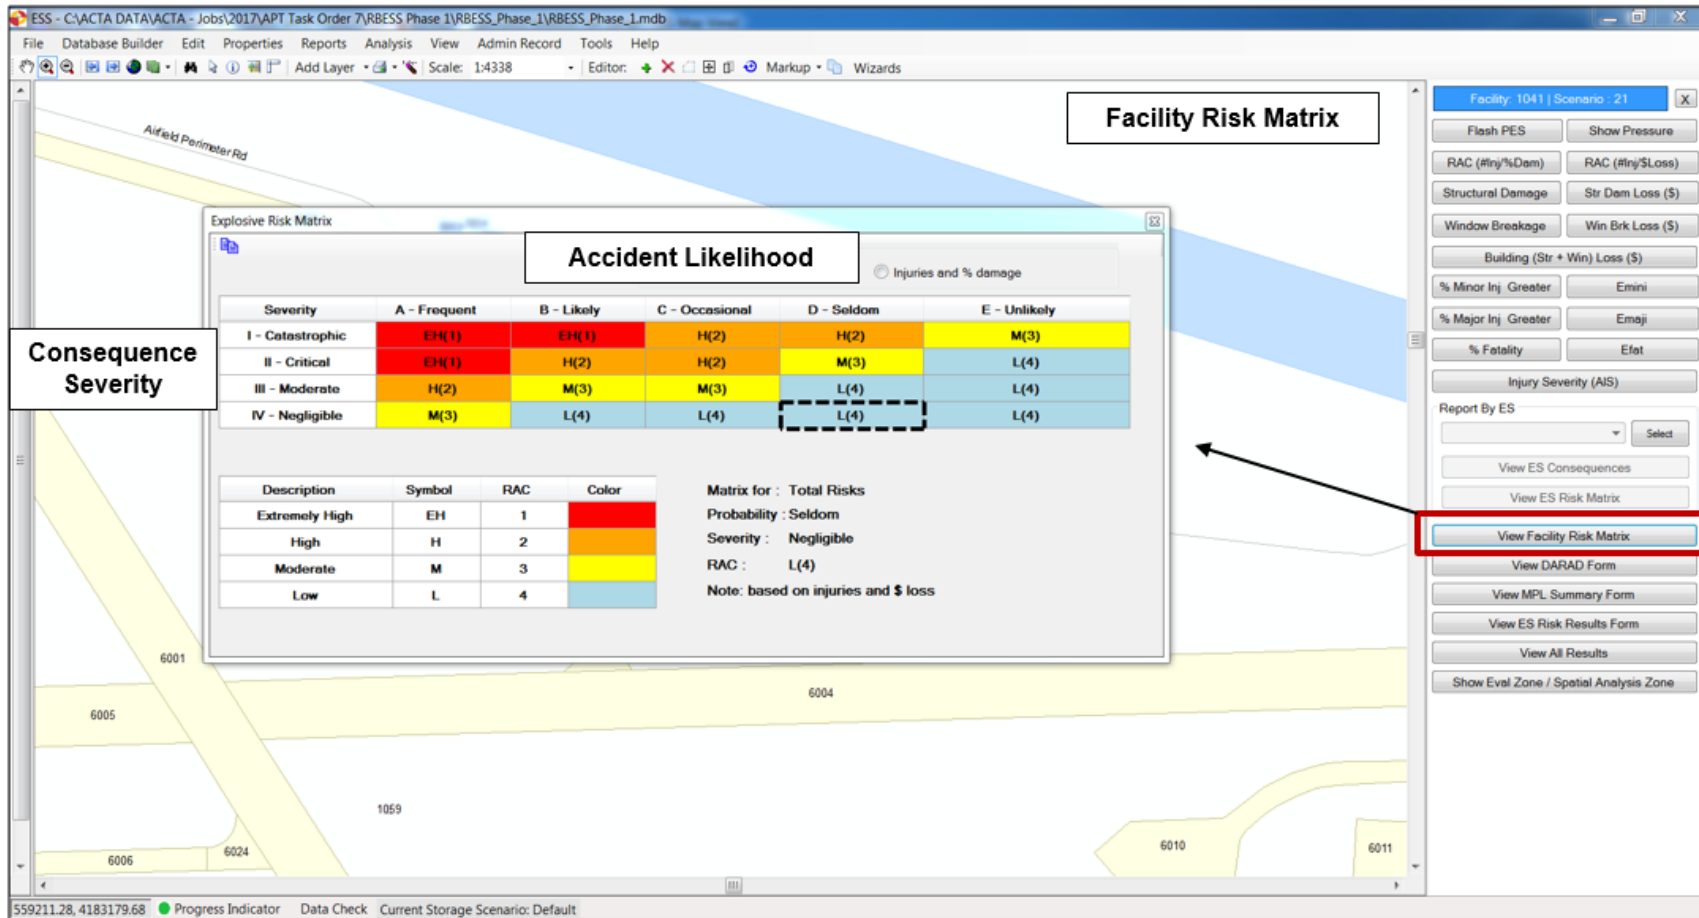 ESS - C:\ACTA DATA\ACTA - Jobs\2017\APT Task Order 7\RBESS Phase 1\RBESS_Phase_1\RBESS_Phase_1.mdb
File Database Builder Edit Properties Reports Analysis View Admin Record Tools Help
Add Layer Scale: 1:4338 Editor: Markup Wizards
Facility Risk Matrix
Airfield Perimeter Rd
Explosive Risk Matrix
Accident Likelihood
Injuries and % damage
Consequence
Severity
Severity A - Frequent B - Likely C - Occasional D - Seldom E - Unlikely
I - Catastrophic EH(1) EH(1) H(2) H(2) M(3)
II - Critical EH(1) H(2) H(2) M(3) L(4)
III - Moderate H(2) M(3) M(3) L(4) L(4)
IV - Negligible M(3) L(4) L(4) L(4) L(4)
Description Symbol RAC Color
Extremely High EH 1
High H 2
Moderate M 3
Low L 4
Matrix for : Total Risks
Probability : Seldom
Severity : Negligible
RAC : L(4)
Note: based on injuries and $ loss
6001
6004
6005
1059
6024
6006
6010
6011
Facility: 1041 | Scenario : 21 X
Flash PES Show Pressure
RAC (#Inj/%Dam) RAC (#Inj/$Loss)
Structural Damage Str Dam Loss ($)
Window Breakage Win Brk Loss ($)
Building (Str + Win) Loss ($)
% Minor Inj Greater Emini
% Major Inj Greater Emaji
% Fatality Efat
Injury Severity (AIS)
Report By ES
Select
View ES Consequences
View ES Risk Matrix
View Facility Risk Matrix
View DARAD Form
View MPL Summary Form
View ES Risk Results Form
View All Results
Show Eval Zone / Spatial Analysis Zone
559211.28, 4183179.68 Progress Indicator Data Check Current Storage Scenario: Default